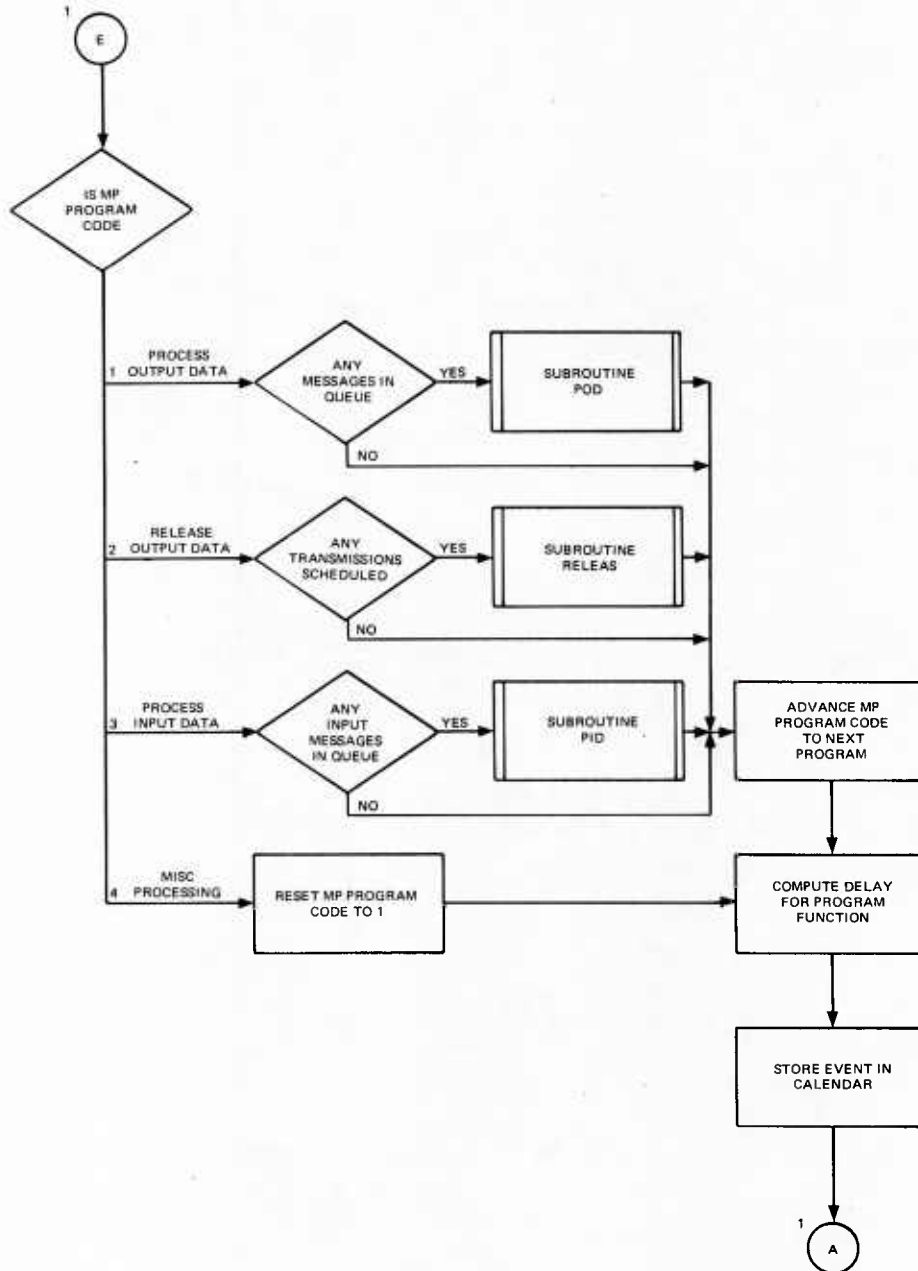 1
E
IS MP
PROGRAM
CODE
PROCESS
1 OUTPUT DATA
ANY
MESSAGES IN
QUEUE
YES
SUBROUTINE
POD
NO
RELEASE
2 OUTPUT DATA
ANY
TRANSMISSIONS
SCHEDULED
YES
SUBROUTINE
RELEAS
NO
PROCESS
3 INPUT DATA
ANY
INPUT
MESSAGES
IN QUEUE
YES
SUBROUTINE
PID
NO
ADVANCE MP
PROGRAM CODE
TO NEXT
PROGRAM
MISC
4 PROCESSING
RESET MP PROGRAM
CODE TO 1
COMPUTE DELAY
FOR PROGRAM
FUNCTION
STORE EVENT IN
CALENDAR
1
A